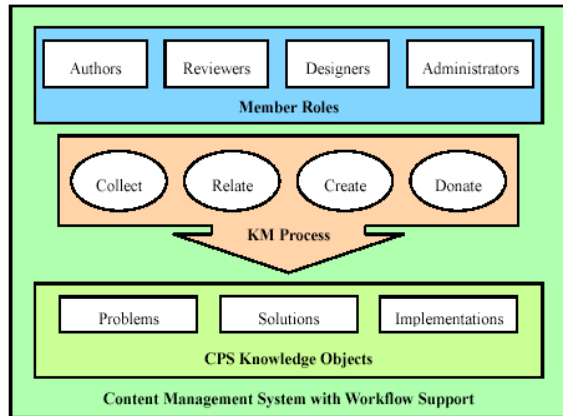 Authors Reviewers Designers Administrators
Member Roles
Collect Relate Create Donate
KM Process
Problems Solutions Implementations
CPS Knowledge Objects
Content Management System with Workflow Support